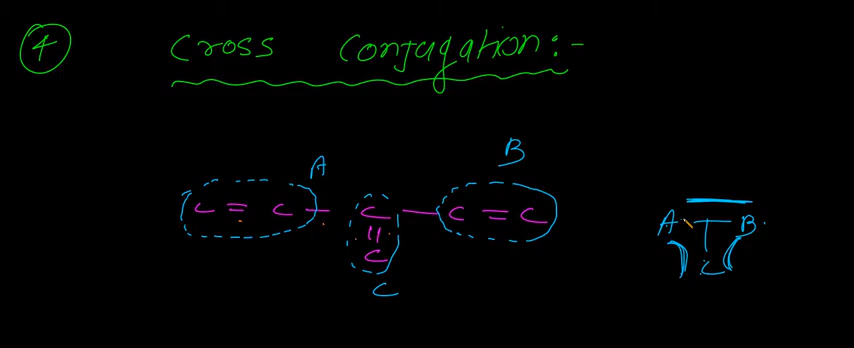 4 Cross Conjugation:-
A B
C = C - C - C = C
A B
||
C
C
C